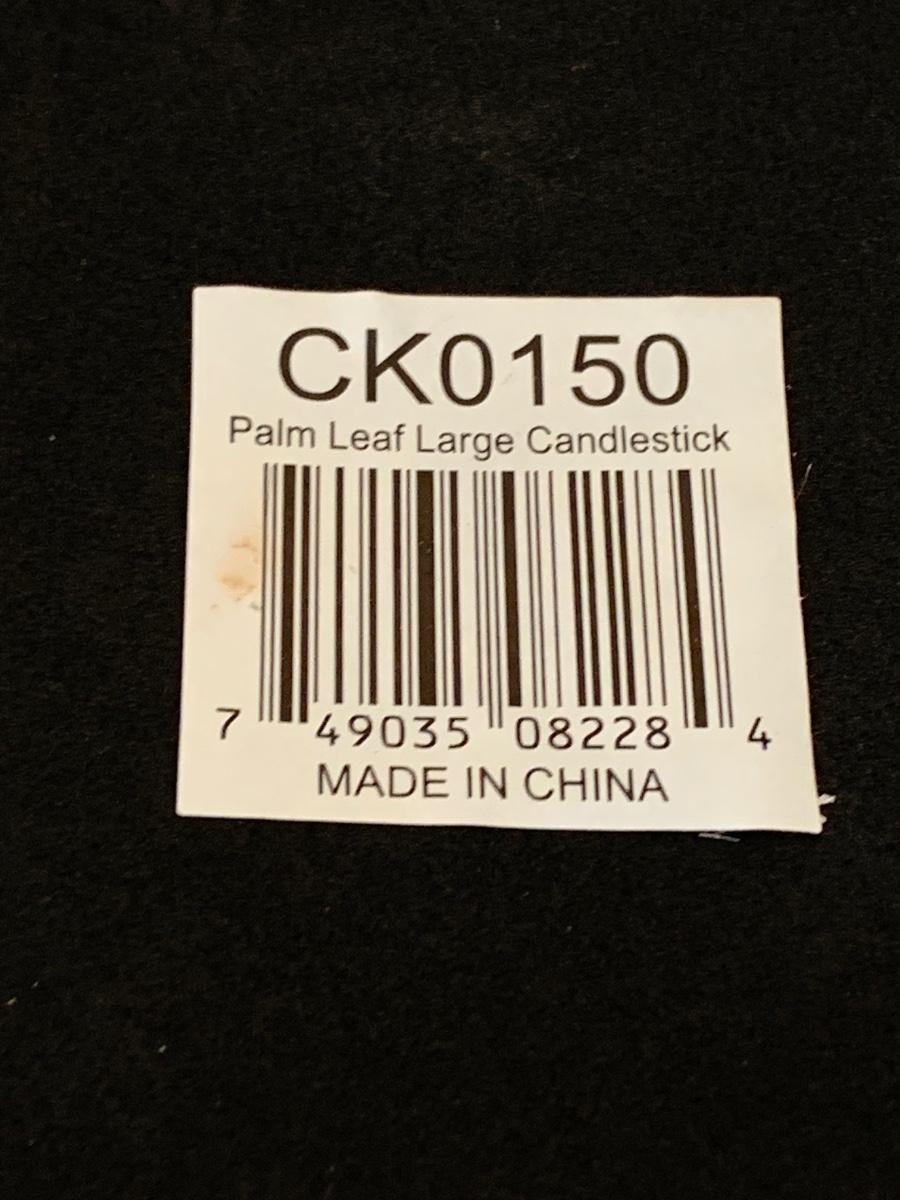 CK0150
Palm Leaf Large Candlestick
7 49035 08228 4
MADE IN CHINA